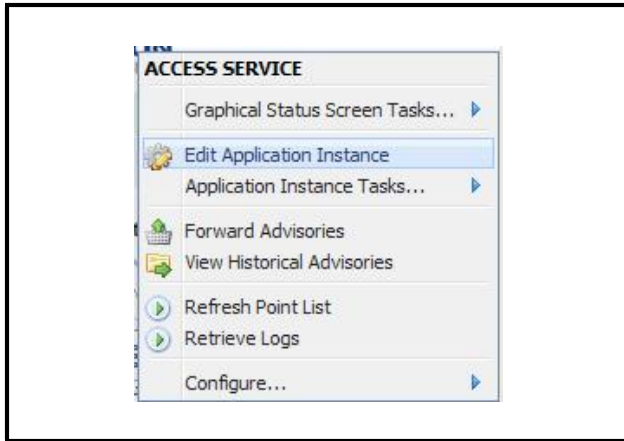 ACCESS SERVICE
Graphical Status Screen Tasks...
Edit Application Instance
Application Instance Tasks...
Forward Advisories
View Historical Advisories
Refresh Point List
Retrieve Logs
Configure...